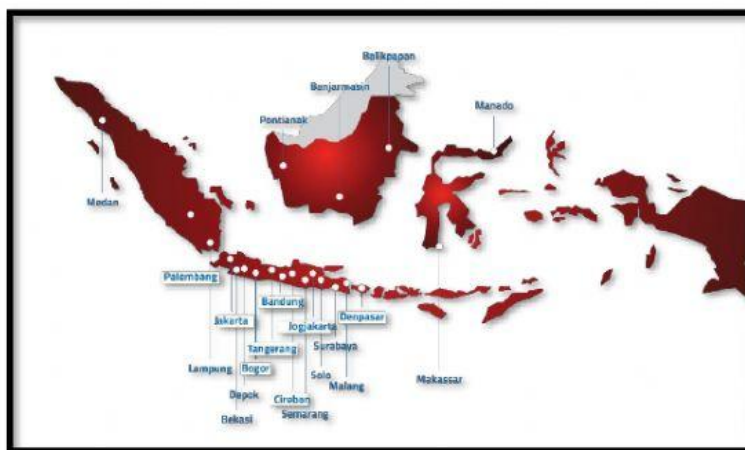 Balikpapan
Banjarmasin
Manado
Pontianak
Medan
Palembang
Bandung
Denpasar
Jakarta
Jogjakarta
Tangerang
Surabaya
Lampung
Bogor
Solo
Makassar
Malang
Depok
Cirebon
Semarang
Bekasi